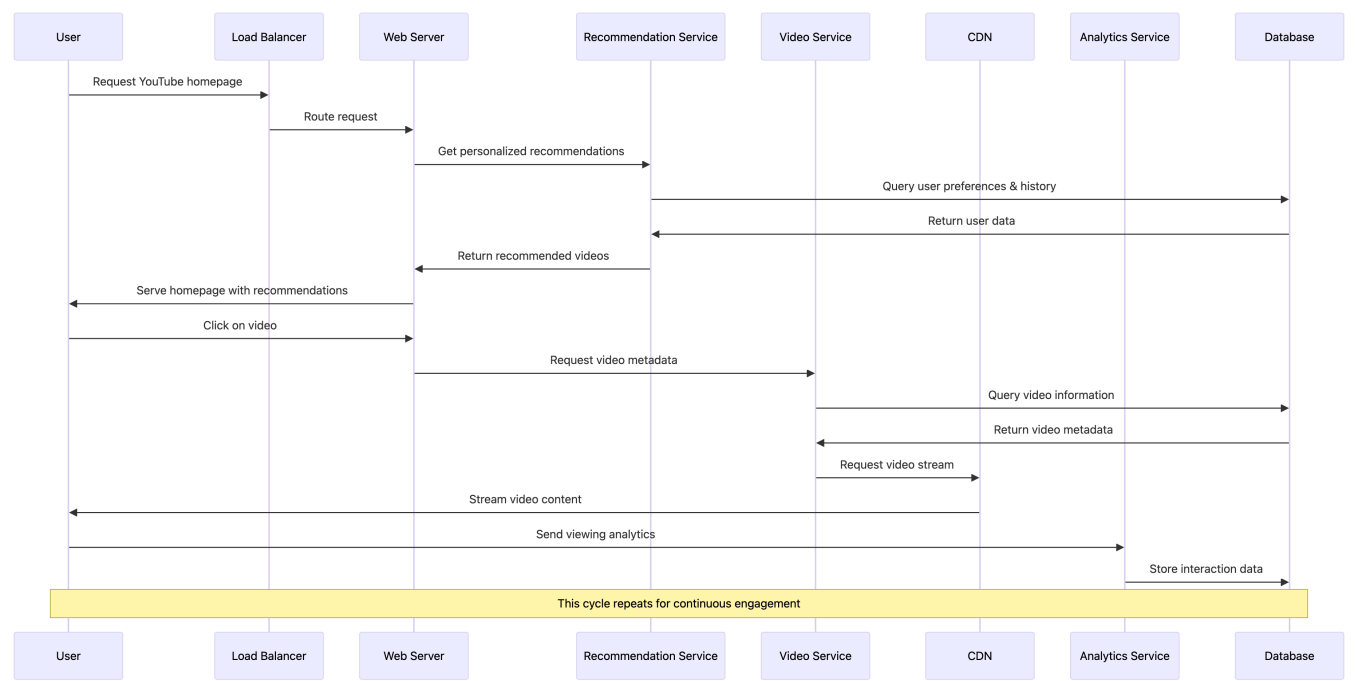 User
Load Balancer
Web Server
Recommendation Service
Video Service
CDN
Analytics Service
Database
Request YouTube homepage
Route request
Get personalized recommendations
Query user preferences & history
Return user data
Return recommended videos
Serve homepage with recommendations
Click on video
Request video metadata
Query video information
Return video metadata
Request video stream
Stream video content
Send viewing analytics
Store interaction data
This cycle repeats for continuous engagement
User
Load Balancer
Web Server
Recommendation Service
Video Service
CDN
Analytics Service
Database